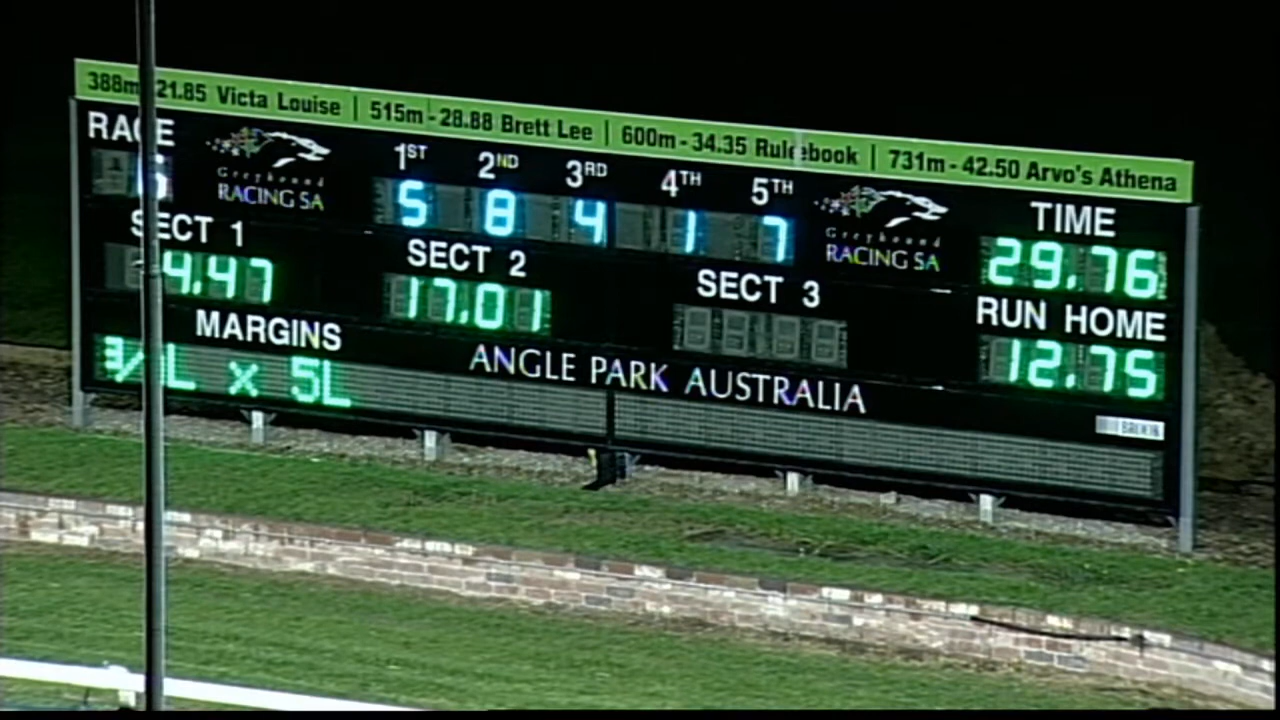 388m 21.85 Victa Louise | 515m - 28.88 Brett Lee | 600m - 34.35 Rulebook | 731m - 42.50 Arvo's Athena
RACE 6
Greyhound
RACING SA
1ST 2ND 3RD 4TH 5TH
5 8 4 1 7
Greyhound
RACING SA
TIME
29.76
SECT 1
4.47
SECT 2
17.01
SECT 3
RUN HOME
12.75
MARGINS
3/4L x 5L
ANGLE PARK AUSTRALIA